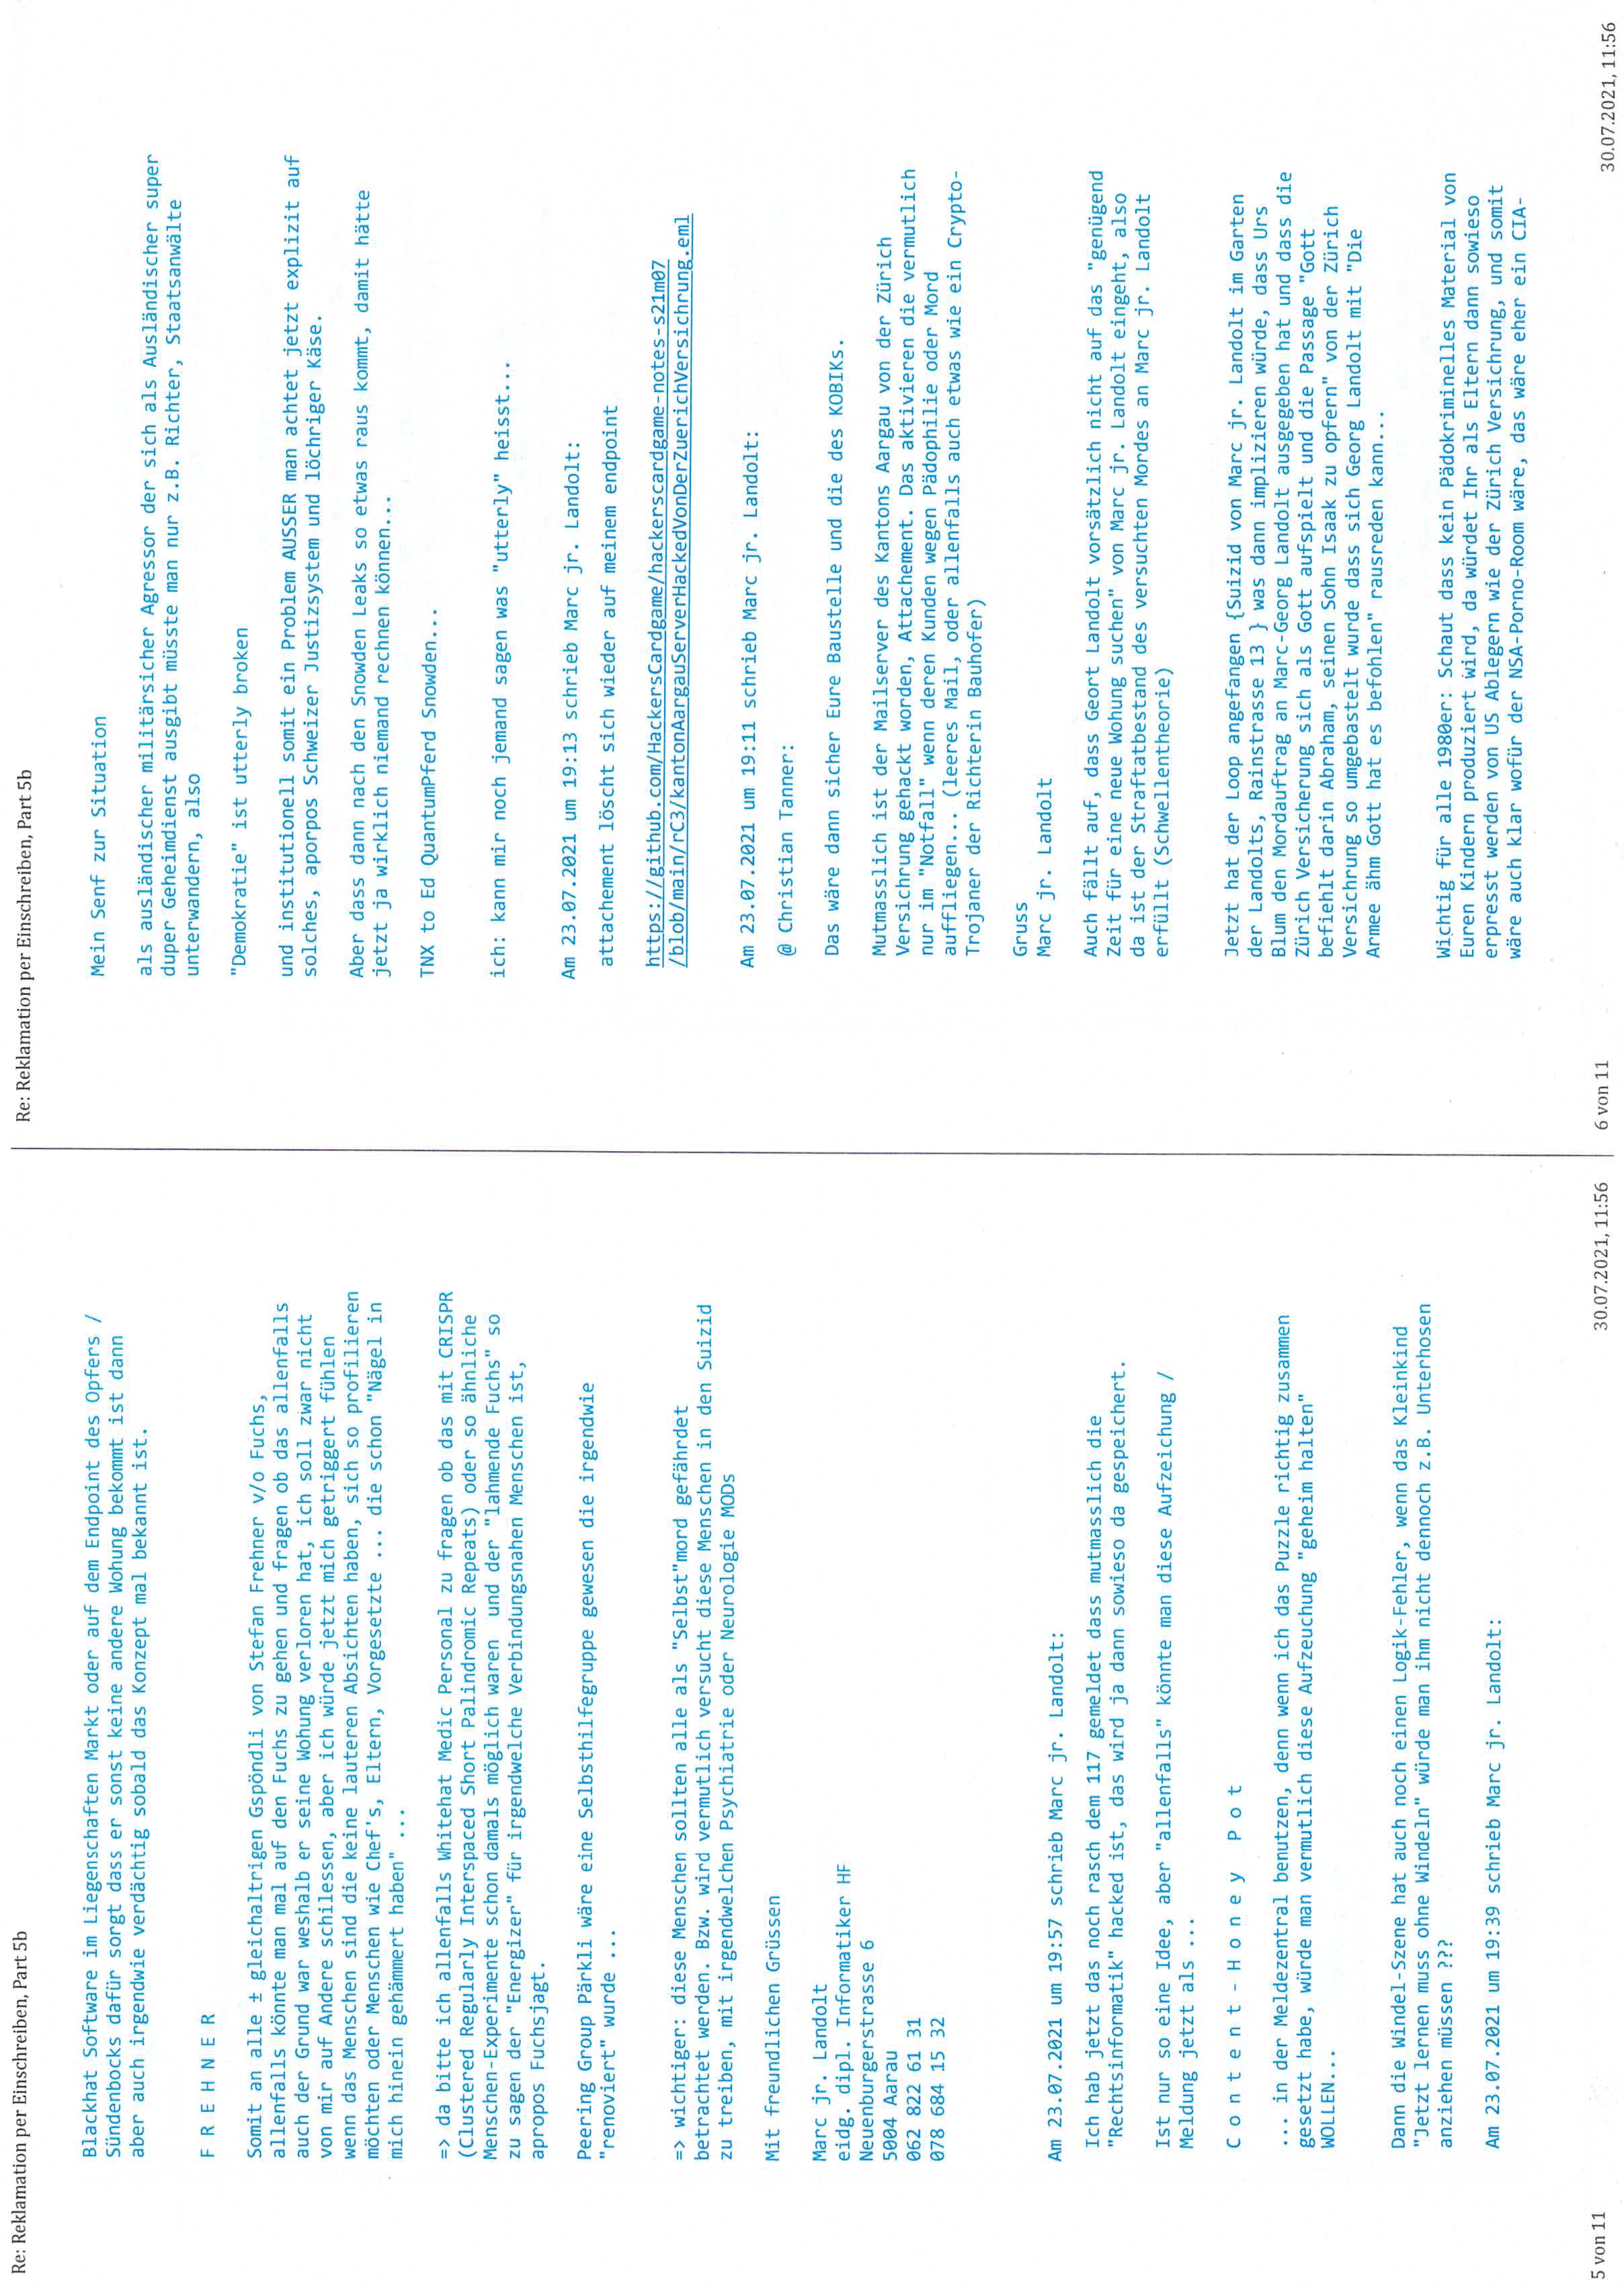 Re: Reklamation per Einschreiben, Part 5b
Blackhat Software im Liegenschaften Markt oder auf dem Endpoint des Opfers /
Sündenbocks dafür sorgt dass er sonst keine andere Wohung bekommt ist dann
aber auch irgendwie verdächtig sobald das Konzept mal bekannt ist.
F R E H N E R
Somit an alle ± gleichaltrigen Gspöndli von Stefan Frehner v/o Fuchs,
allenfalls könnte man mal auf den Fuchs zu gehen und fragen ob das allenfalls
auch der Grund war weshalb er seine Wohung verloren hat, ich soll zwar nicht
von mir auf Andere schilessen, aber ich würde jetzt mich getriggert fühlen
wenn das Menschen sind die keine lauteren Absichten haben, sich so profilieren
möchten oder Menschen wie Chef's, Eltern, Vorgesetzte ... die schon "Nägel in
mich hinein gehämmert haben" ...
=> da bitte ich allenfalls Whitehat Medic Personal zu fragen ob das mit CRISPR
(Clustered Regularly Interspaced Short Palindromic Repeats) oder so ähnliche
Menschen-Experimente schon damals möglich waren  und der "lahmende Fuchs" so
zu sagen der "Energizer" für irgendwelche Verbindungsnahen Menschen ist,
apropos Fuchsjagt.
Peering Group Pärkli wäre eine Selbsthilfegruppe gewesen die irgendwie
"renoviert" wurde ...
=> wichtiger: diese Menschen sollten alle als "Selbst"mord gefährdet
betrachtet werden. Bzw. wird vermutlich versucht diese Menschen in den Suizid
zu treiben, mit irgendwelchen Psychiatrie oder Neurologie MODs
Mit freundlichen Grüssen
Marc jr. Landolt
eidg. dipl. Informatiker HF
Neuenburgerstrasse 6
5004 Aarau
062 822 61 31
078 684 15 32
Am 23.07.2021 um 19:57 schrieb Marc jr. Landolt:
Ich hab jetzt das noch rasch dem 117 gemeldet dass mutmasslich die
"Rechtsinformatik" hacked ist, das wird ja dann sowieso da gespeichert.
Ist nur so eine Idee, aber "allenfalls" könnte man diese Aufzeichung /
Meldung jetzt als ...
C o n t e n t - H o n e y  P o t
... in der Meldezentral benutzen, denn wenn ich das Puzzle richtig zusammen
gesetzt habe, würde man vermutlich diese Aufzeuchung "geheim halten"
WOLLEN...
Dann die Windel-Szene hat auch noch einen Logik-Fehler, wenn das Kleinkind
"Jetzt lernen muss ohne Windeln" würde man ihm nicht dennoch z.B. Unterhosen
anziehen müssen ???
Am 23.07.2021 um 19:39 schrieb Marc jr. Landolt:
5 von 11
30.07.2021, 11:56
Re: Reklamation per Einschreiben, Part 5b
Mein Senf zur Situation
als ausländischer militärsicher Agressor der sich als Ausländischer super
duper Geheimdienst ausgibt müsste man nur z.B. Richter, Staatsanwälte
unterwandern, also
"Demokratie" ist utterly broken
und institutionell somit ein Problem AUSSER man achtet jetzt explizit auf
solches, aporpos Schweizer Justizsystem und löchriger Käse.
Aber dass dann nach den Snowden Leaks so etwas raus kommt, damit hätte
jetzt ja wirklich niemand rechnen können...
TNX to Ed QuantumPferd Snowden...
ich: kann mir noch jemand sagen was "utterly" heisst...
Am 23.07.2021 um 19:13 schrieb Marc jr. Landolt:
attachement löscht sich wieder auf meinem endpoint
https://github.com/HackersCardgame/hackerscardgame-notes-s21m07
/blob/main/rC3/kantonAargauServerHackedVonDerZuerichVersichrung.eml
Am 23.07.2021 um 19:11 schrieb Marc jr. Landolt:
@ Christian Tanner:
Das wäre dann sicher Eure Baustelle und die des KOBIKs.
Mutmasslich ist der Mailserver des Kantons Aargau von der Zürich
Versichrung gehackt worden, Attachement. Das aktivieren die vermutlich
nur im "Notfall" wenn deren Kunden wegen Pädophilie oder Mord
auffliegen... (leeres Mail, oder allenfalls auch etwas wie ein Crypto-
Trojaner der Richterin Bauhofer)
Gruss
Marc jr. Landolt
Auch fällt auf, dass Geort Landolt vorsätzlich nicht auf das "genügend
Zeit für eine neue Wohung suchen" von Marc jr. Landolt eingeht, also
da ist der Straftatbestand des versuchten Mordes an Marc jr. Landolt
erfüllt (Schwellentheorie)
Jetzt hat der Loop angefangen {Suizid von Marc jr. Landolt im Garten
der Landolts, Rainstrasse 13 } was dann implizieren würde, dass Urs
Blum den Mordauftrag an Marc-Georg Landolt ausgegeben hat und dass die
Zürich Versicherung sich als Gott aufspielt und die Passage "Gott
befiehlt darin Abraham, seinen Sohn Isaak zu opfern" von der Zürich
Versichrung so umgebastelt wurde dass sich Georg Landolt mit "Die
Armee ähm Gott hat es befohlen" rausreden kann...
Wichtig für alle 1980er: Schaut dass kein Pädokriminelles Material von
Euren Kindern produziert wird, da würdet Ihr als Eltern dann sowieso
erpresst werden von US Ablegern wie der Zürich Versichrung, und somit
wäre auch klar wofür der NSA-Porno-Room wäre, das wäre eher ein CIA-
6 von 11
30.07.2021, 11:56